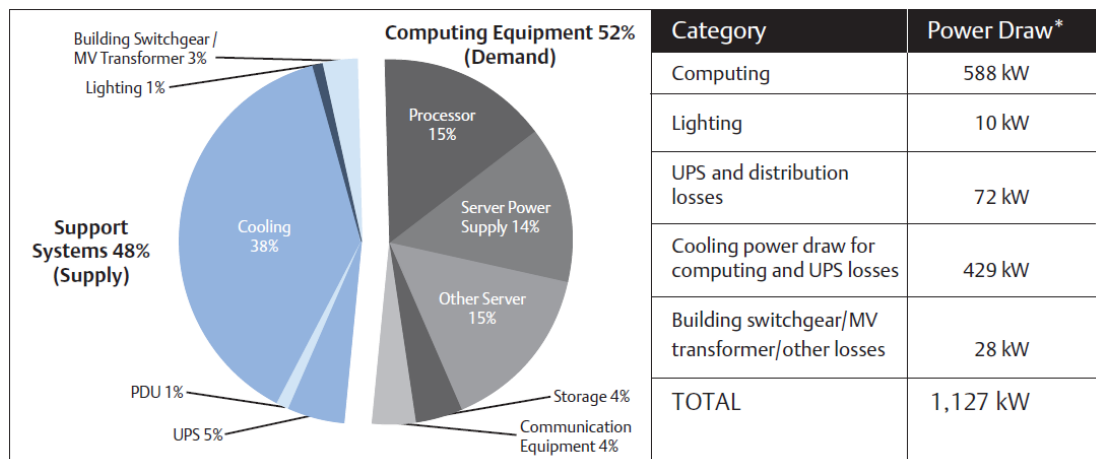 Building Switchgear /
MV Transformer 3%
Lighting 1%
Computing Equipment 52%
(Demand)
Processor
15%
Server Power
Supply 14%
Other Server
15%
Storage 4%
Communication
Equipment 4%
Support
Systems 48%
(Supply)
Cooling
38%
PDU 1%
UPS 5%
Category Power Draw*
Computing 588 kW
Lighting 10 kW
UPS and distribution
losses 72 kW
Cooling power draw for
computing and UPS losses 429 kW
Building switchgear/MV
transformer/other losses 28 kW
TOTAL 1,127 kW